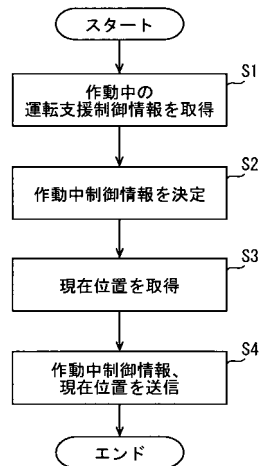 スタート
S1
作動中の
運転支援制御情報を取得
S2
作動中制御情報を決定
S3
現在位置を取得
S4
作動中制御情報、
現在位置を送信
エンド